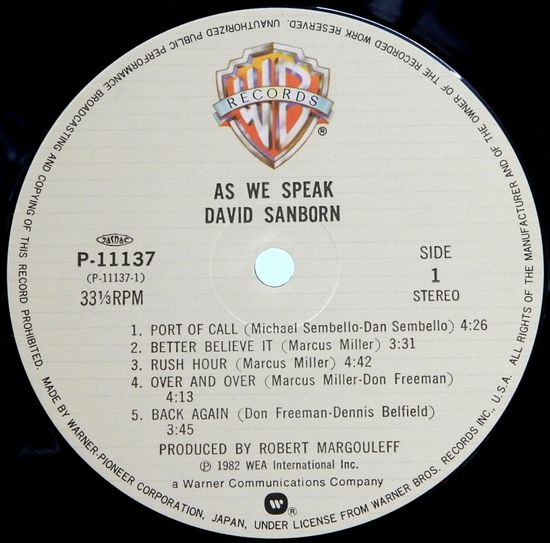 RECORDS
®
AS WE SPEAK
DAVID SANBORN
JASRAC
P-11137
(P-11137-1)
33⅓RPM
SIDE
1
STEREO
1. PORT OF CALL (Michael Sembello-Dan Sembello) 4:26
2. BETTER BELIEVE IT (Marcus Miller) 3:31
3. RUSH HOUR (Marcus Miller) 4:42
4. OVER AND OVER (Marcus Miller-Don Freeman)
4:13
5. BACK AGAIN (Don Freeman-Dennis Belfield)
3:45
PRODUCED BY ROBERT MARGOULEFF
℗ 1982 WEA International Inc.
a Warner Communications Company
®
ALL RIGHTS OF THE MANUFACTURER AND OF THE OWNER OF THE RECORDED WORK RESERVED. UNAUTHORIZED PUBLIC PERFORMANCE BROADCASTING AND COPYING OF THIS RECORD PROHIBITED.
MADE BY WARNER-PIONEER CORPORATION, JAPAN, UNDER LICENSE FROM WARNER BROS. RECORDS INC., U.S.A.